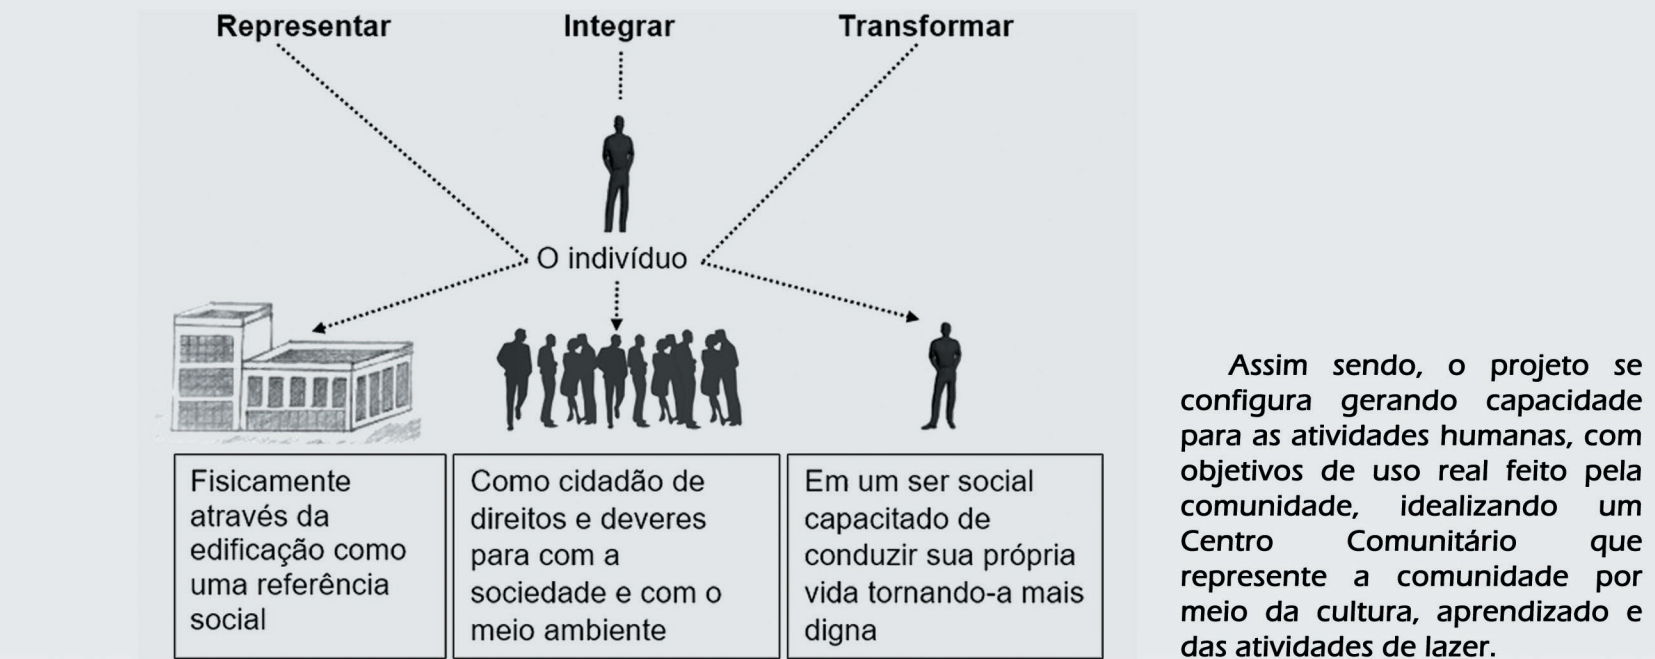 Representar
Integrar
Transformar
O indivíduo
Fisicamente
através da
edificação como
uma referência
social
Como cidadão de
direitos e deveres
para com a
sociedade e com o
meio ambiente
Em um ser social
capacitado de
conduzir sua própria
vida tornando-a mais
digna
Assim sendo, o projeto se
configura gerando capacidade
para as atividades humanas, com
objetivos de uso real feito pela
comunidade, idealizando um
Centro Comunitário que
represente a comunidade por
meio da cultura, aprendizado e
das atividades de lazer.